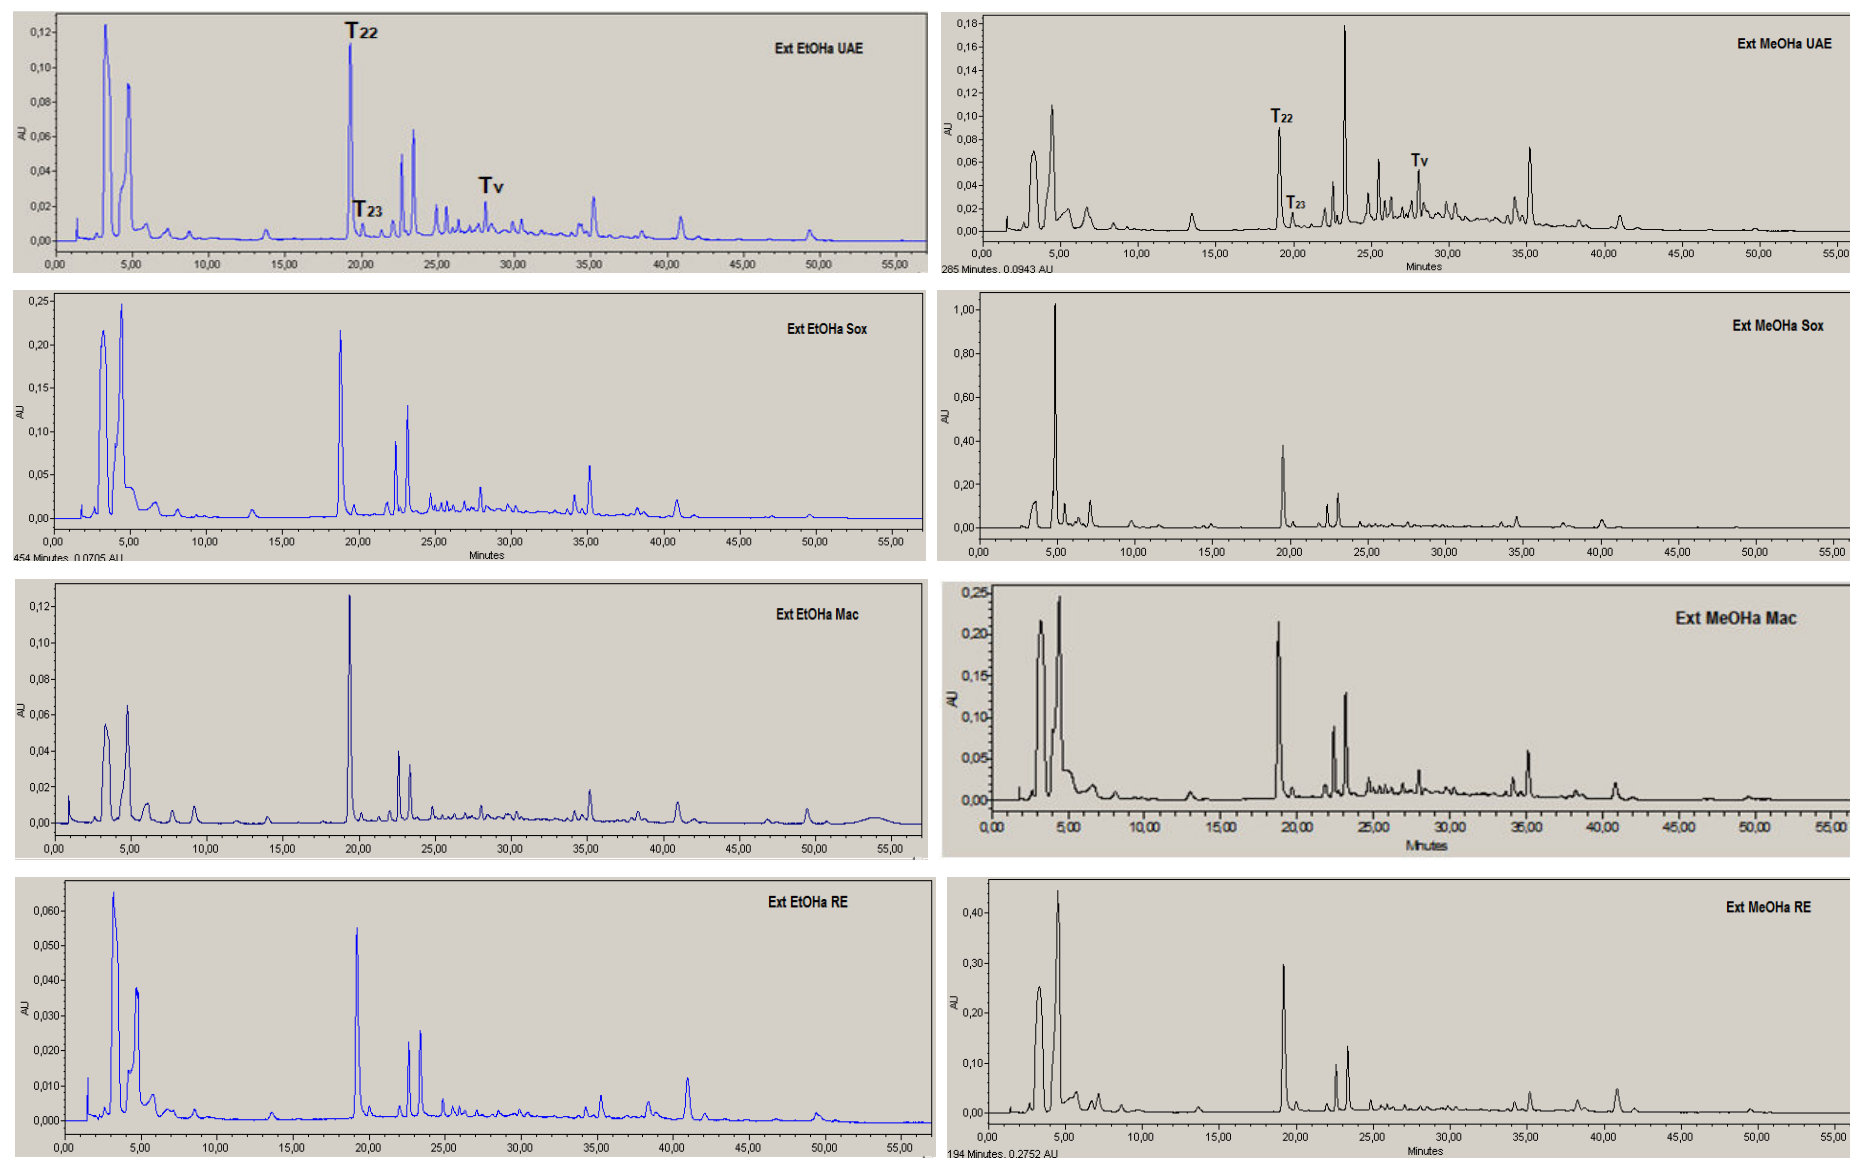 0,12
0,10
0,08
0,06
0,04
0,02
0,00
AU
T22
T23
Tv
Ext EtOHa UAE
0,00 5,00 10,00 15,00 20,00 25,00 30,00 35,00 40,00 45,00 50,00
0,18
0,16
0,14
0,12
0,10
0,08
0,06
0,04
0,02
0,00
AU
T22
T23
Tv
Ext MeOHa UAE
0,00 5,00 10,00 15,00 20,00 25,00 30,00 35,00 40,00 45,00 50,00 55,00
285 Minutes, 0.0943 AU
Minutes
0,25
0,20
0,15
0,10
0,05
0,00
AU
Ext EtOHa Sox
0,00 5,00 10,00 15,00 20,00 25,00 30,00 35,00 40,00 45,00 50,00 55,00
454 Minutes, 0.0705 AU
Minutes
1,00
0,80
0,60
0,40
0,20
0,00
AU
Ext MeOHa Sox
0,00 5,00 10,00 15,00 20,00 25,00 30,00 35,00 40,00 45,00 50,00 55,00
0,12
0,10
0,08
0,06
0,04
0,02
0,00
AU
Ext EtOHa Mac
0,00 5,00 10,00 15,00 20,00 25,00 30,00 35,00 40,00 45,00 50,00 55,00
0,25
0,20
0,15
0,10
0,05
0,00
AU
Ext MeOHa Mac
0,00 5,00 10,00 15,00 20,00 25,00 30,00 35,00 40,00 45,00 50,00 55,00
Minutes
0,060
0,050
0,040
0,030
0,020
0,010
0,000
AU
Ext EtOHa RE
0,00 5,00 10,00 15,00 20,00 25,00 30,00 35,00 40,00 45,00 50,00 55,00
0,40
0,30
0,20
0,10
0,00
AU
Ext MeOHa RE
0,00 5,00 10,00 15,00 20,00 25,00 30,00 35,00 40,00 45,00 50,00 55,00
194 Minutes, 0.2752 AU
Minutes